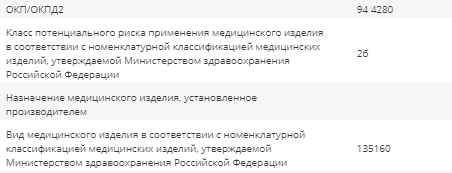 ОКП/ОКПД2 94 4280
Класс потенциального риска применения медицинского изделия
в соответствии с номенклатурной классификацией медицинских
изделий, утверждаемой Министерством здравоохранения
Российской Федерации
2б
Назначение медицинского изделия, установленное
производителем
Вид медицинского изделия в соответствии с номенклатурной
классификацией медицинских изделий, утверждаемой
Министерством здравоохранения Российской Федерации
135160